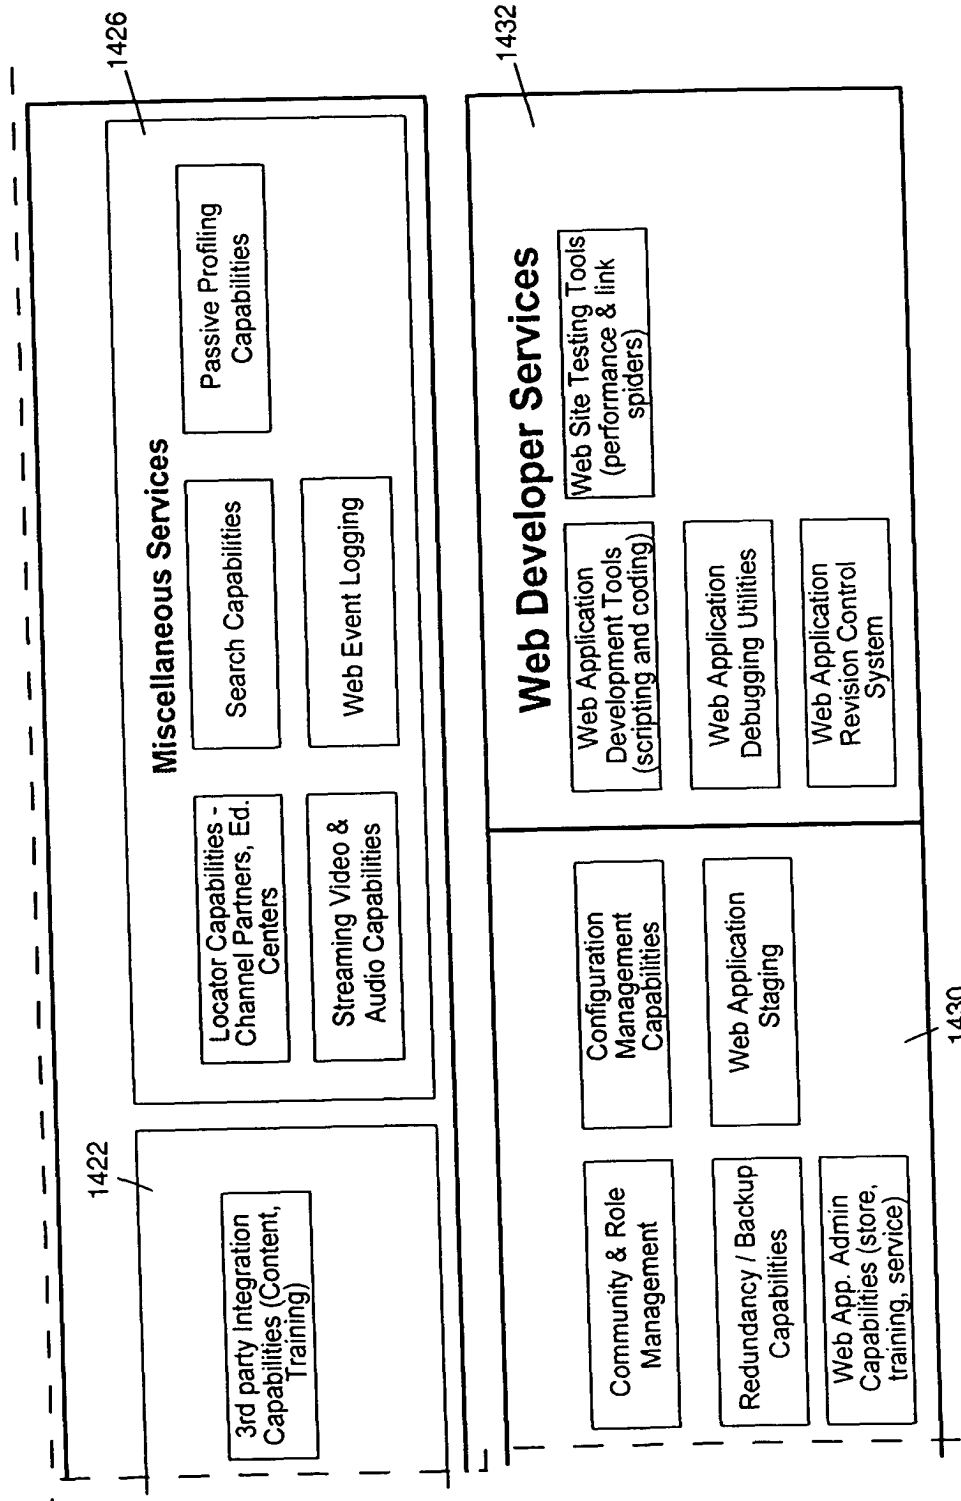 1426
Miscellaneous Services
Locator Capabilities -
Channel Partners, Ed.
Centers
Search Capabilities
Passive Profiling
Capabilities
Streaming Video &
Audio Capabilities
Web Event Logging
1422
3rd party Integration
Capabilities (Content,
Training)
1432
Web Developer Services
Web Application
Development Tools
(scripting and coding)
Web Site Testing Tools
(performance & link
spiders)
Web Application
Debugging Utilities
Web Application
Revision Control
System
Community & Role
Management
Configuration
Management
Capabilities
Redundancy / Backup
Capabilities
Web Application
Staging
Web App. Admin
Capabilities (store,
training, service)
1430